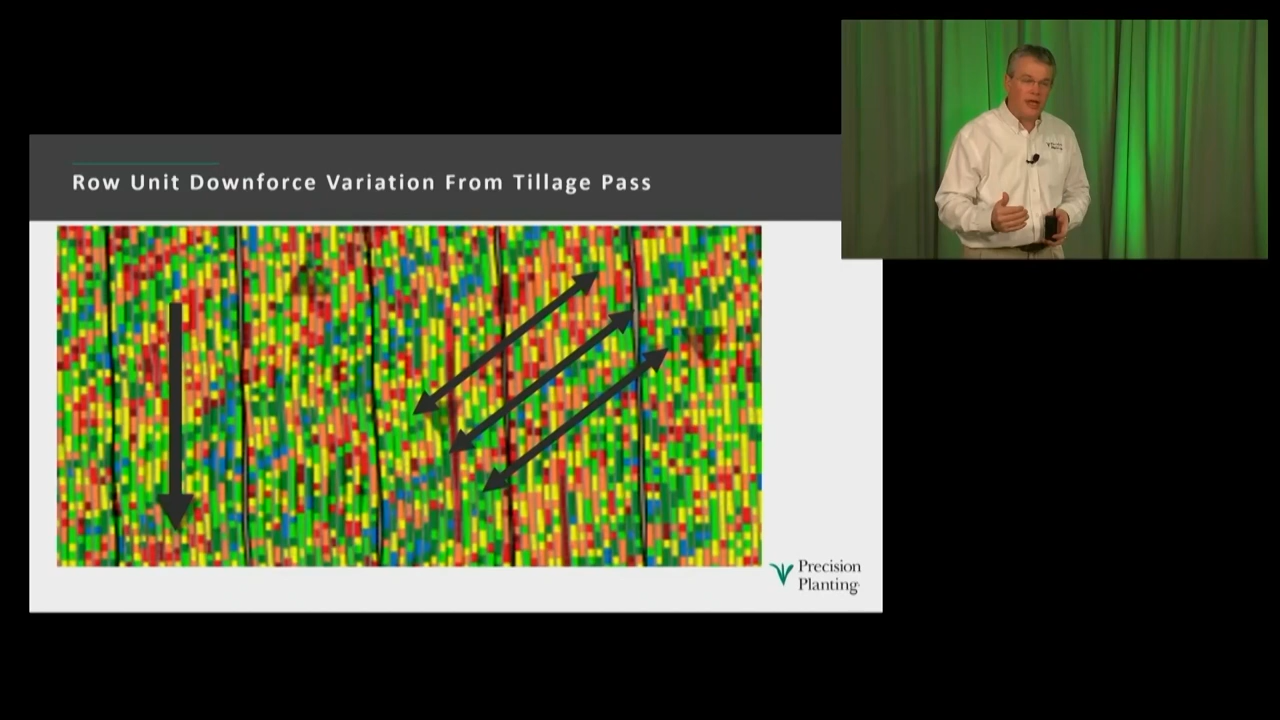 Row Unit Downforce Variation From Tillage Pass
Precision
Planting